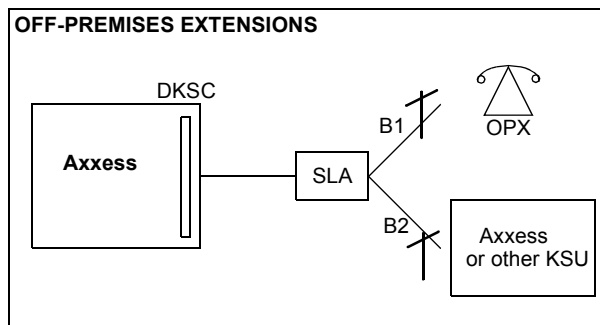 OFF-PREMISES EXTENSIONS
DKSC
Axxess
SLA
B1
OPX
B2
Axxess
or other KSU